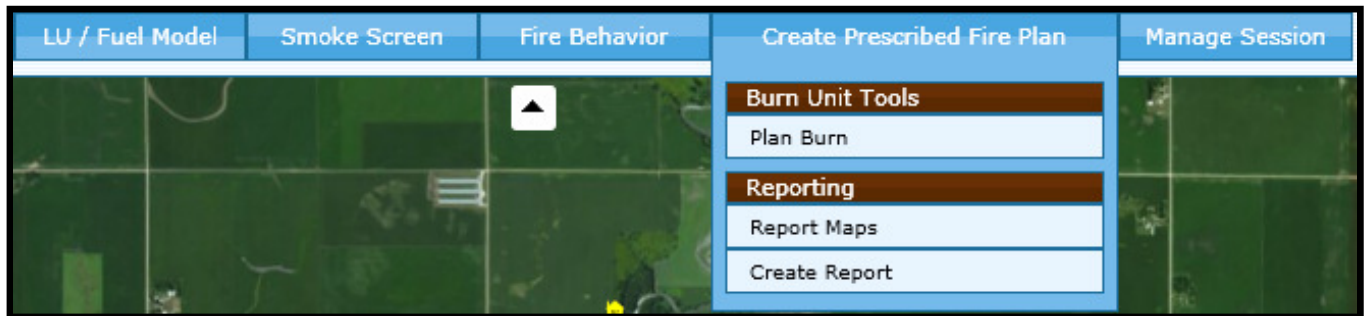 LU / Fuel Model Smoke Screen Fire Behavior Create Prescribed Fire Plan Manage Session
Burn Unit Tools
Plan Burn
Reporting
Report Maps
Create Report